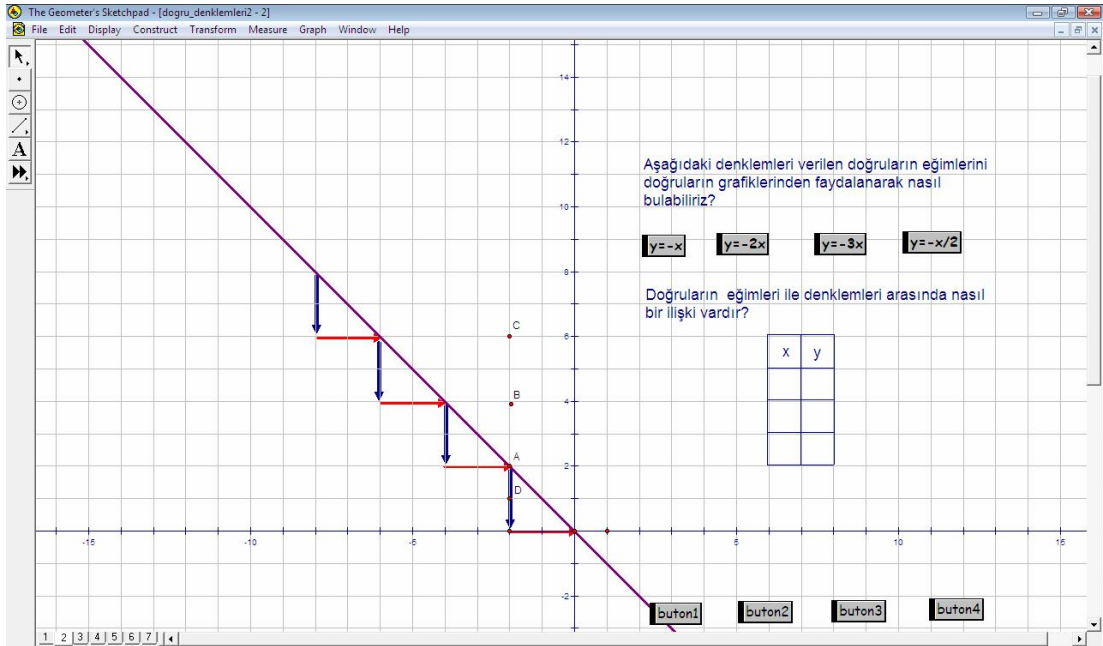 The Geometer's Sketchpad - [dogru_denklemleri2 - 2]
File Edit Display Construct Transform Measure Graph Window Help
A
14
12
10
8
6
4
2
-2
-15
-10
-5
5
10
15
C
B
A
D
Aşağıdaki denklemleri verilen doğruların eğimlerini
doğruların grafiklerinden faydalanarak nasıl
bulabiliriz?
y=-x y=-2x y=-3x y=-x/2
Doğruların eğimleri ile denklemleri arasında nasıl
bir ilişki vardır?
x y
buton1 buton2 buton3 buton4
1 2 3 4 5 6 7